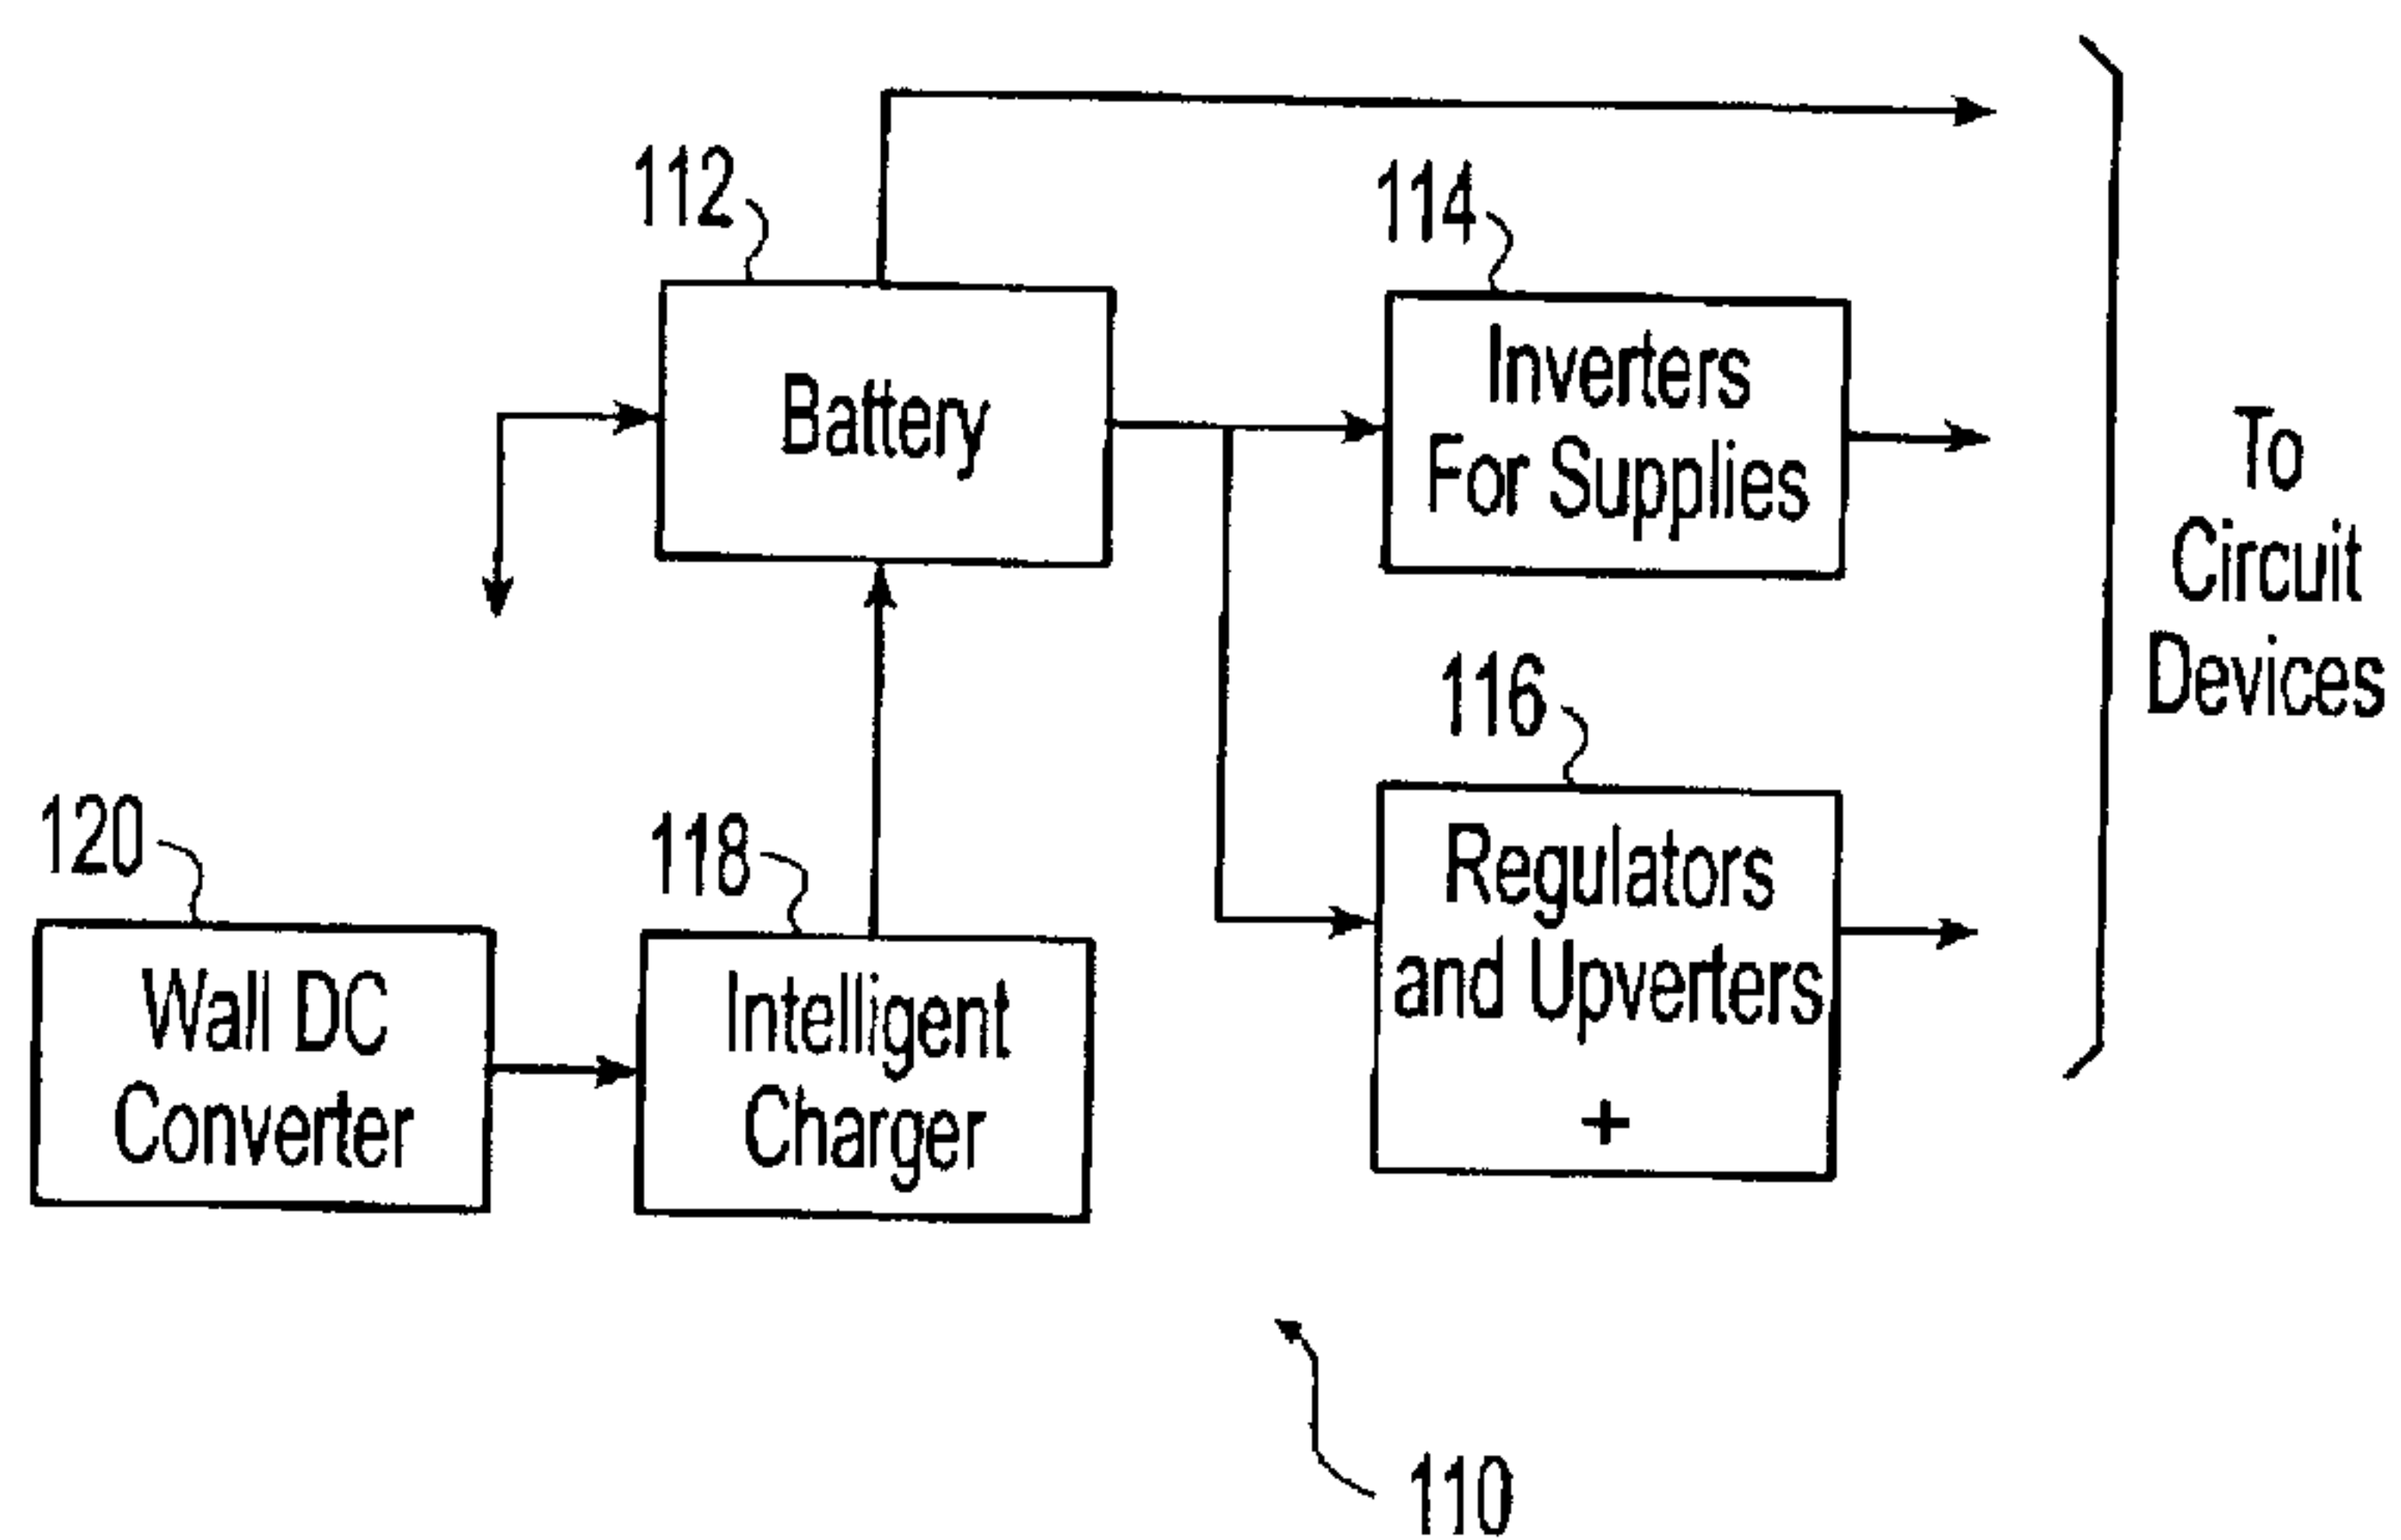 112
Battery
114
Inverters
For Supplies
To
Circuit
Devices
116
Regulators
and Upverters
+
120
Wall DC
Converter
118
Intelligent
Charger
110